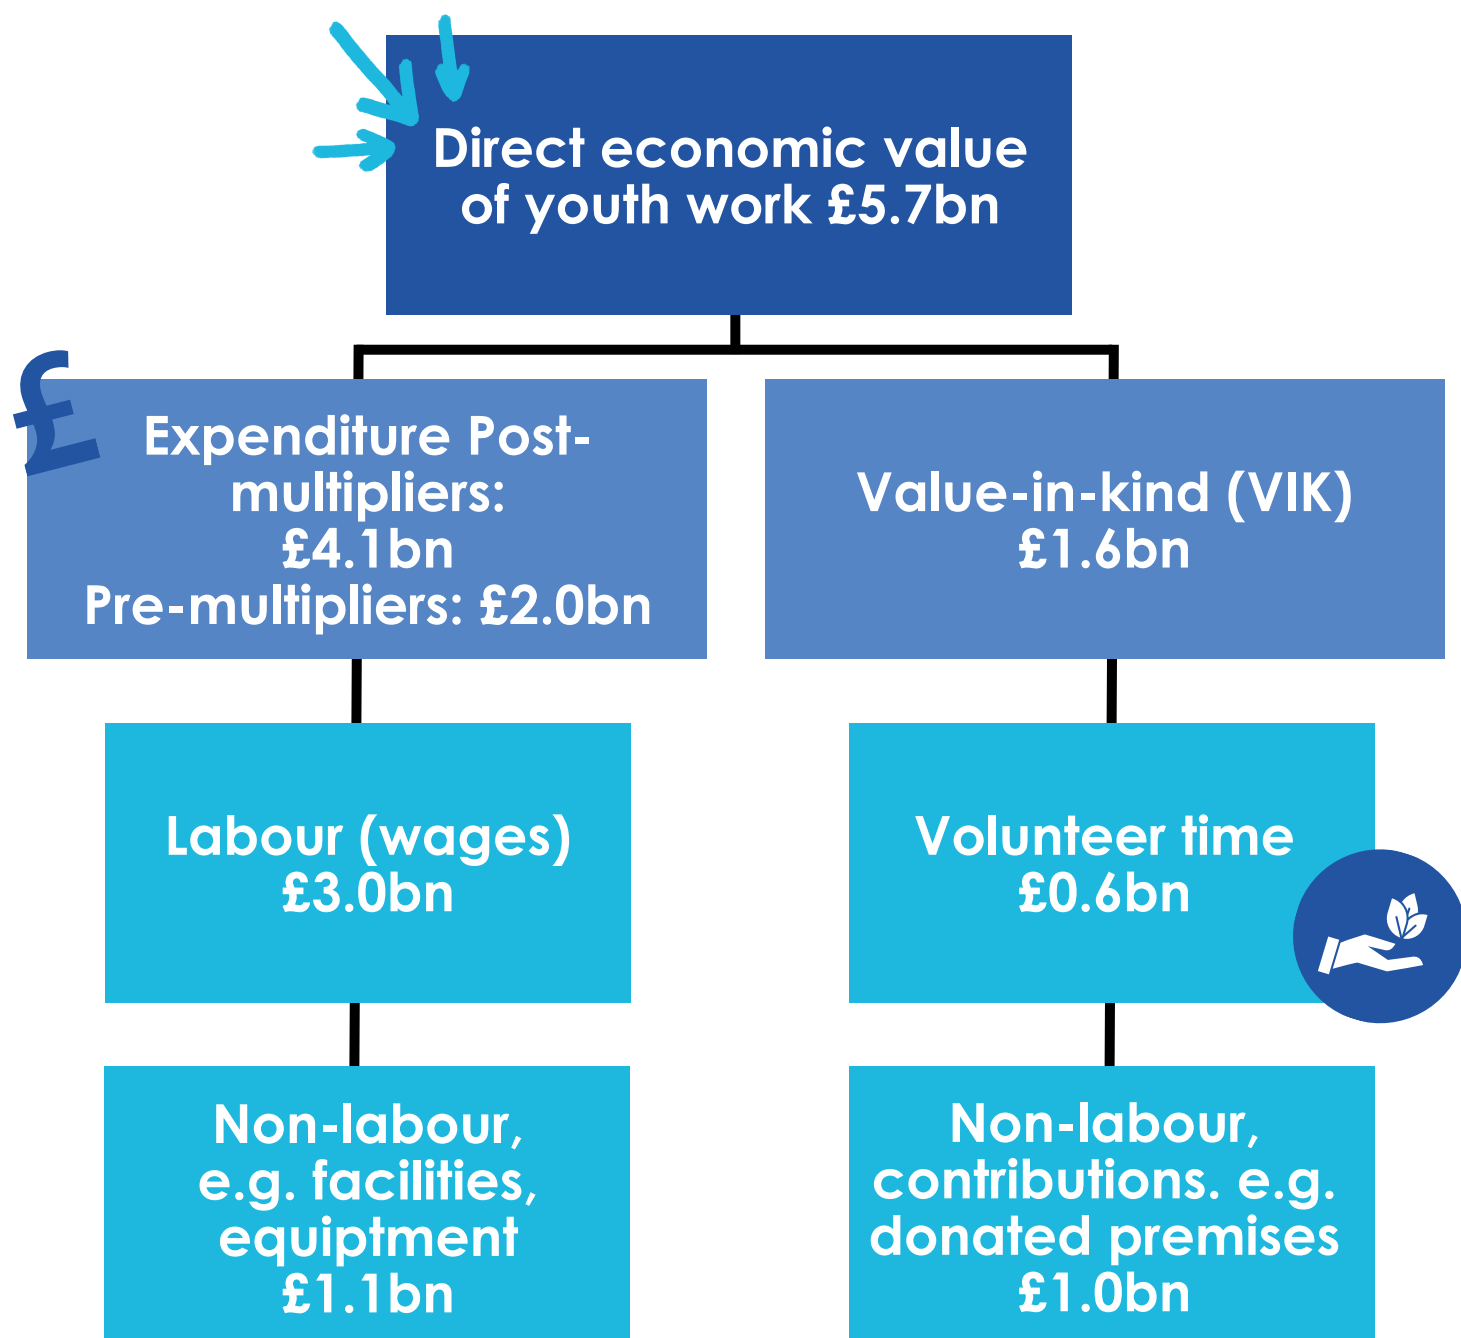 Direct economic value
of youth work £5.7bn
£
Expenditure Post-
multipliers:
£4.1bn
Pre-multipliers: £2.0bn
Value-in-kind (VIK)
£1.6bn
Labour (wages)
£3.0bn
Volunteer time
£0.6bn
Non-labour,
e.g. facilities,
equiptment
£1.1bn
Non-labour,
contributions. e.g.
donated premises
£1.0bn